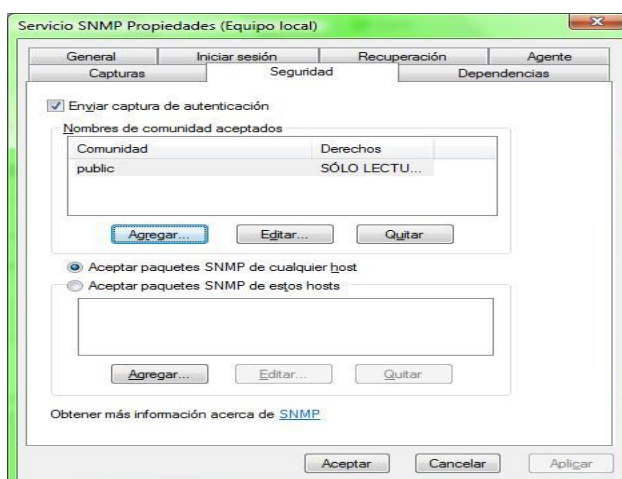 Servicio SNMP Propiedades (Equipo local)
General Iniciar sesión Recuperación Agente
Capturas Seguridad Dependencias
Enviar captura de autenticación
Nombres de comunidad aceptados
Comunidad Derechos
public SÓLO LECTU...
Agregar... Editar... Quitar
Aceptar paquetes SNMP de cualquier host
Aceptar paquetes SNMP de estos hosts
Agregar... Editar... Quitar
Obtener más información acerca de SNMP
Aceptar Cancelar Aplicar